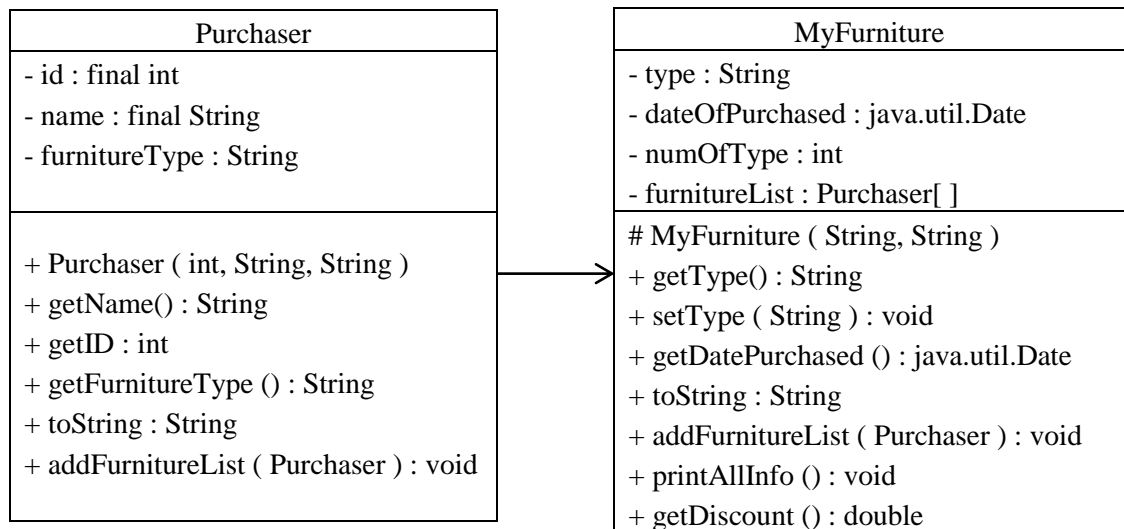 Purchaser
- id : final int
- name : final String
- furnitureType : String
+ Purchaser ( int, String, String )
+ getName() : String
+ getID : int
+ getFurnitureType () : String
+ toString : String
+ addFurnitureList ( Purchaser ) : void
MyFurniture
- type : String
- dateOfPurchased : java.util.Date
- numOfType : int
- furnitureList : Purchaser[ ]
# MyFurniture ( String, String )
+ getType() : String
+ setType ( String ) : void
+ getDatePurchased () : java.util.Date
+ toString : String
+ addFurnitureList ( Purchaser ) : void
+ printAllInfo () : void
+ getDiscount () : double